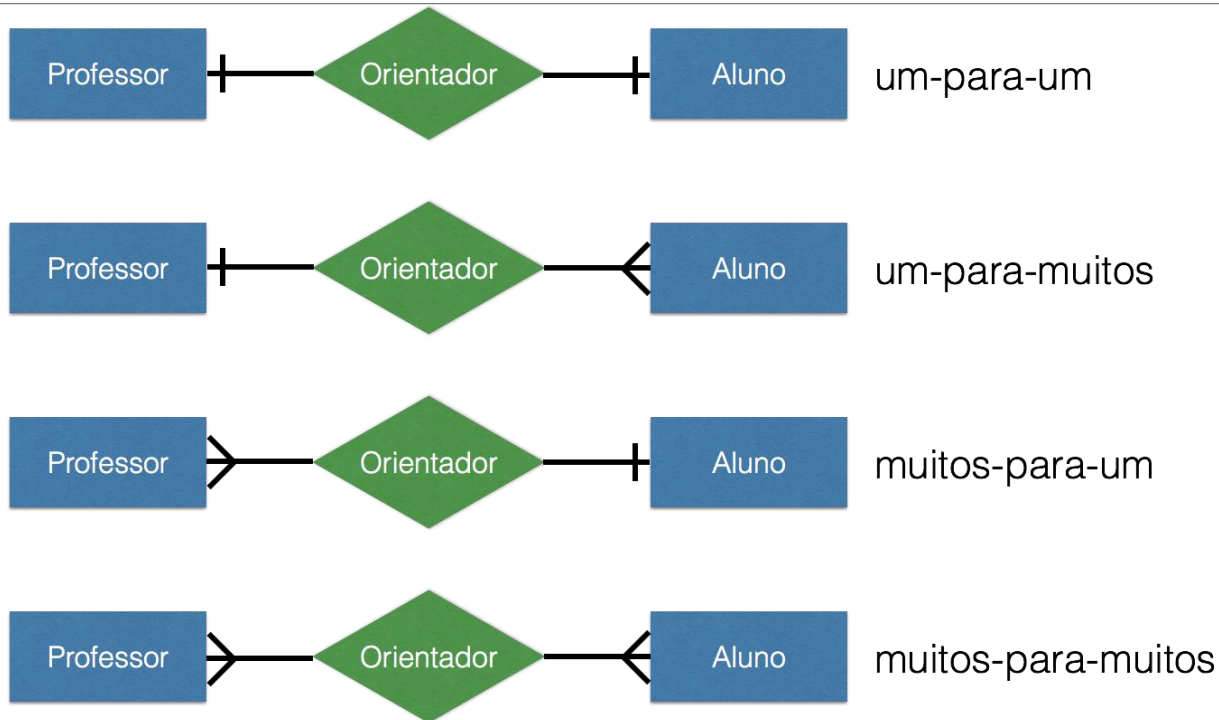 Professor Orientador Aluno um-para-um
Professor Orientador Aluno um-para-muitos
Professor Orientador Aluno muitos-para-um
Professor Orientador Aluno muitos-para-muitos